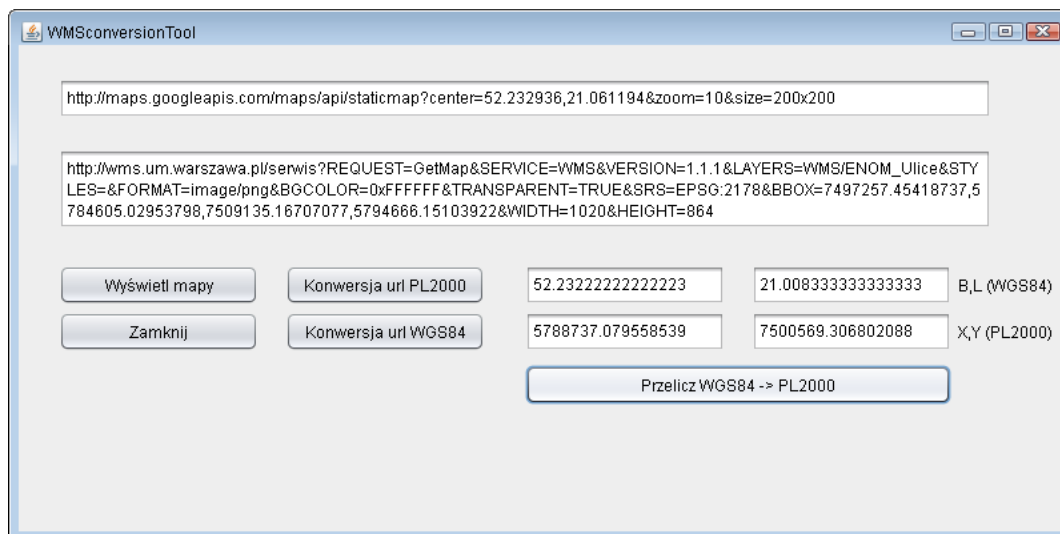 WMSconversionTool
http://maps.googleapis.com/maps/api/staticmap?center=52.232936,21.061194&zoom=10&size=200x200
http://wms.um.warszawa.pl/serwis?REQUEST=GetMap&SERVICE=WMS&VERSION=1.1.1&LAYERS=WMS/ENOM_Ulice&STY
LES=&FORMAT=image/png&BGCOLOR=0xFFFFFF&TRANSPARENT=TRUE&SRS=EPSG:2178&BBOX=7497257.45418737,5
784605.02953798,7509135.16707077,5794666.15103922&WIDTH=1020&HEIGHT=864
Wyświetl mapy Konwersja url PL2000 52.23222222222223 21.008333333333333 B,L (WGS84)
Zamknij Konwersja url WGS84 5788737.079558539 7500569.306802088 X,Y (PL2000)
Przelicz WGS84 -> PL2000